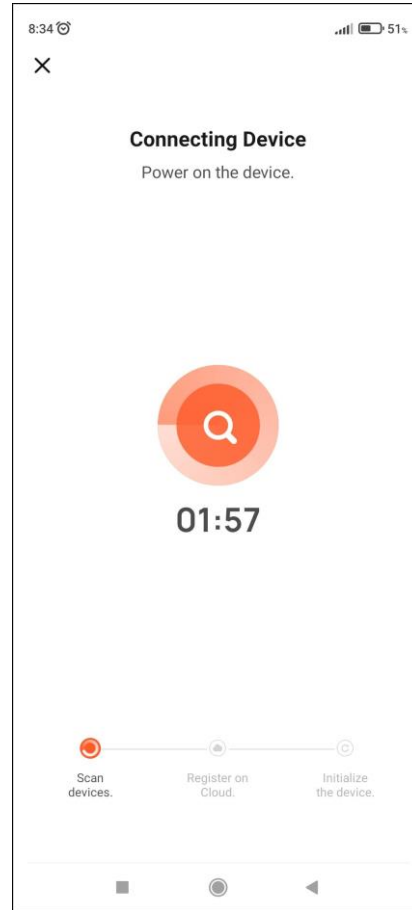 8:34 51%
Connecting Device
Power on the device.
01:57
Scan devices.
Register on Cloud.
Initialize the device.